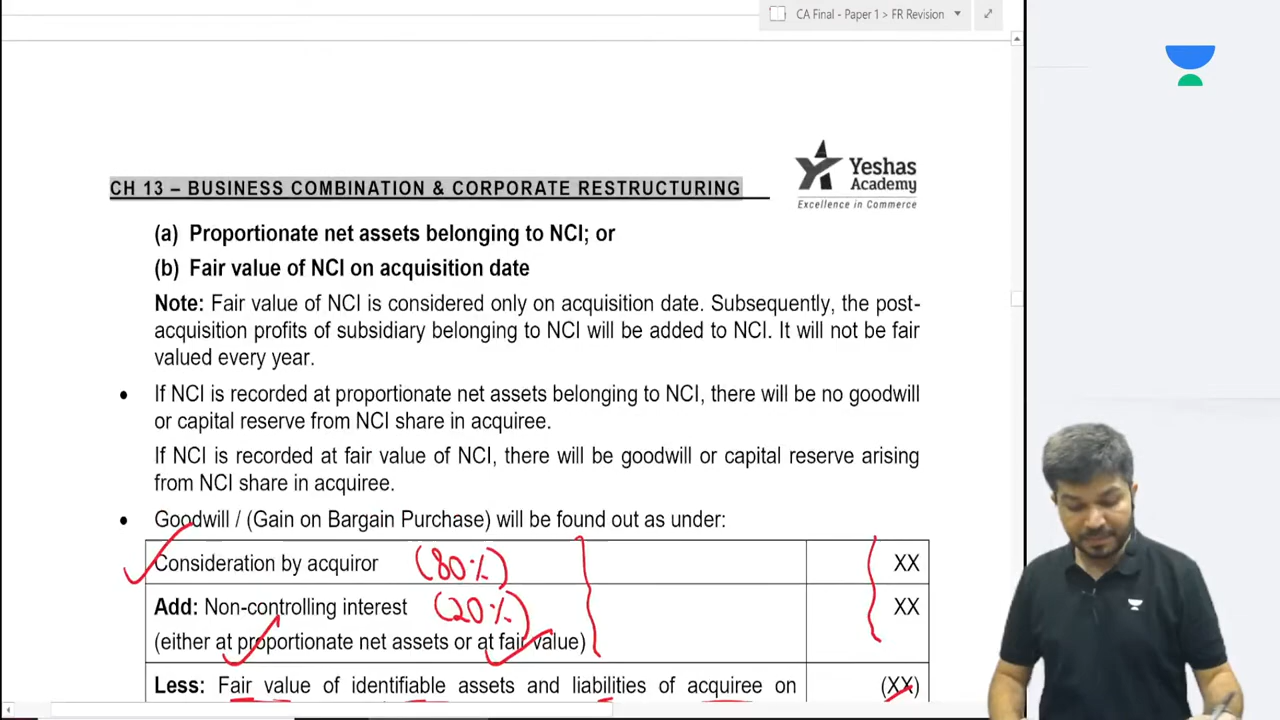 CA Final - Paper 1 > FR Revision
Yeshas
Academy
Excellence in Commerce
CH 13 – BUSINESS COMBINATION & CORPORATE RESTRUCTURING
(a) Proportionate net assets belonging to NCI; or
(b) Fair value of NCI on acquisition date
Note: Fair value of NCI is considered only on acquisition date. Subsequently, the post-
acquisition profits of subsidiary belonging to NCI will be added to NCI. It will not be fair
valued every year.
• If NCI is recorded at proportionate net assets belonging to NCI, there will be no goodwill
or capital reserve from NCI share in acquiree.
If NCI is recorded at fair value of NCI, there will be goodwill or capital reserve arising
from NCI share in acquiree.
• Goodwill / (Gain on Bargain Purchase) will be found out as under:
Consideration by acquiror (80%) XX
Add: Non-controlling interest (20%) XX
(either at proportionate net assets or at fair value)
Less: Fair value of identifiable assets and liabilities of acquiree on (XX)